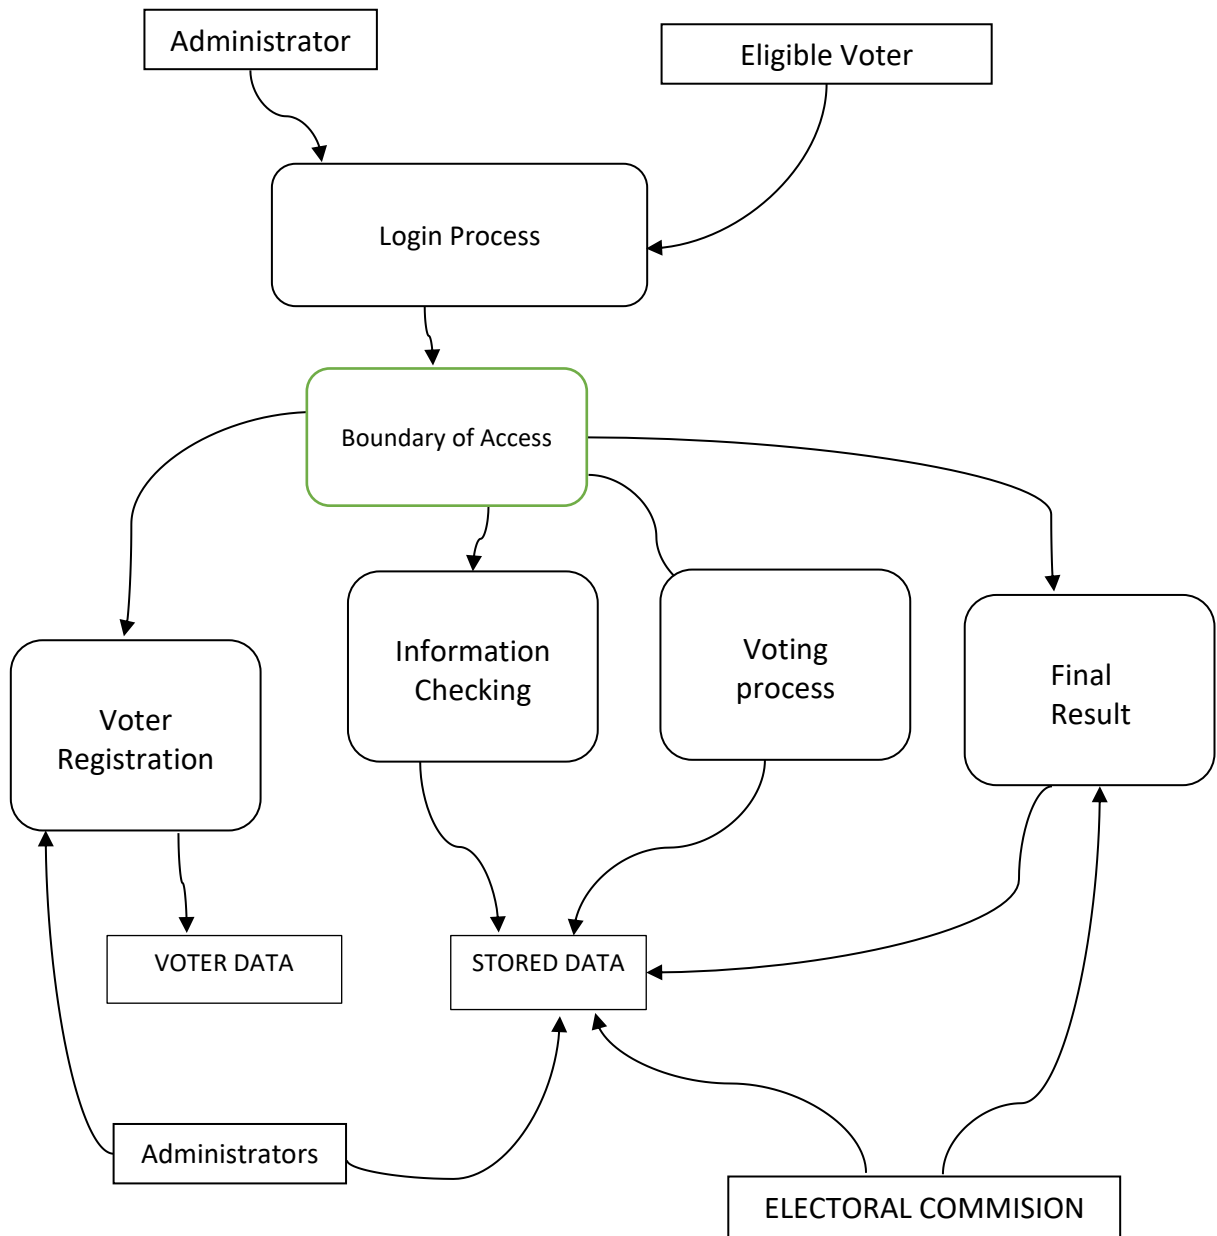 Administrator
Eligible Voter
Login Process
Boundary of Access
Information
Checking
Voting
process
Final
Result
Voter
Registration
VOTER DATA
STORED DATA
Administrators
ELECTORAL COMMISION